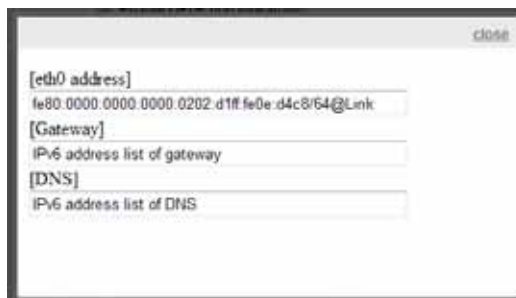 close
[eth0 address]
fe80:0000:0000:0000:0202:d1ff:fe0e:d4c8/64@Link
[Gateway]
IPv6 address list of gateway
[DNS]
IPv6 address list of DNS